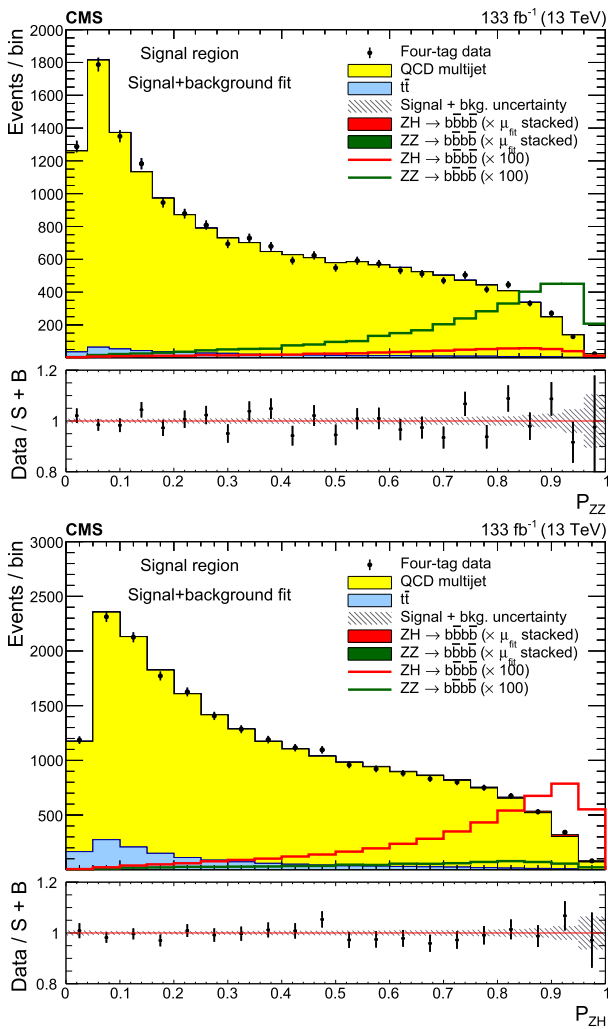 CMS 133 fb⁻¹ (13 TeV)
Events / bin
2000
1800
1600
1400
1200
1000
800
600
400
200
Signal region
Signal+background fit
Four-tag data
QCD multijet
tt̅
Signal + bkg. uncertainty
ZH → bb̅bb̅ (× μ_fit stacked)
ZZ → bb̅bb̅ (× μ_fit stacked)
ZH → bb̅bb̅ (× 100)
ZZ → bb̅bb̅ (× 100)
Data / S + B
1.2
1
0.8
0 0.1 0.2 0.3 0.4 0.5 0.6 0.7 0.8 0.9 1
P_ZZ
CMS 133 fb⁻¹ (13 TeV)
Events / bin
3000
2500
2000
1500
1000
500
Signal region
Signal+background fit
Four-tag data
QCD multijet
tt̅
Signal + bkg. uncertainty
ZH → bb̅bb̅ (× μ_fit stacked)
ZZ → bb̅bb̅ (× μ_fit stacked)
ZH → bb̅bb̅ (× 100)
ZZ → bb̅bb̅ (× 100)
Data / S + B
1.2
1
0.8
0 0.1 0.2 0.3 0.4 0.5 0.6 0.7 0.8 0.9 1
P_ZH